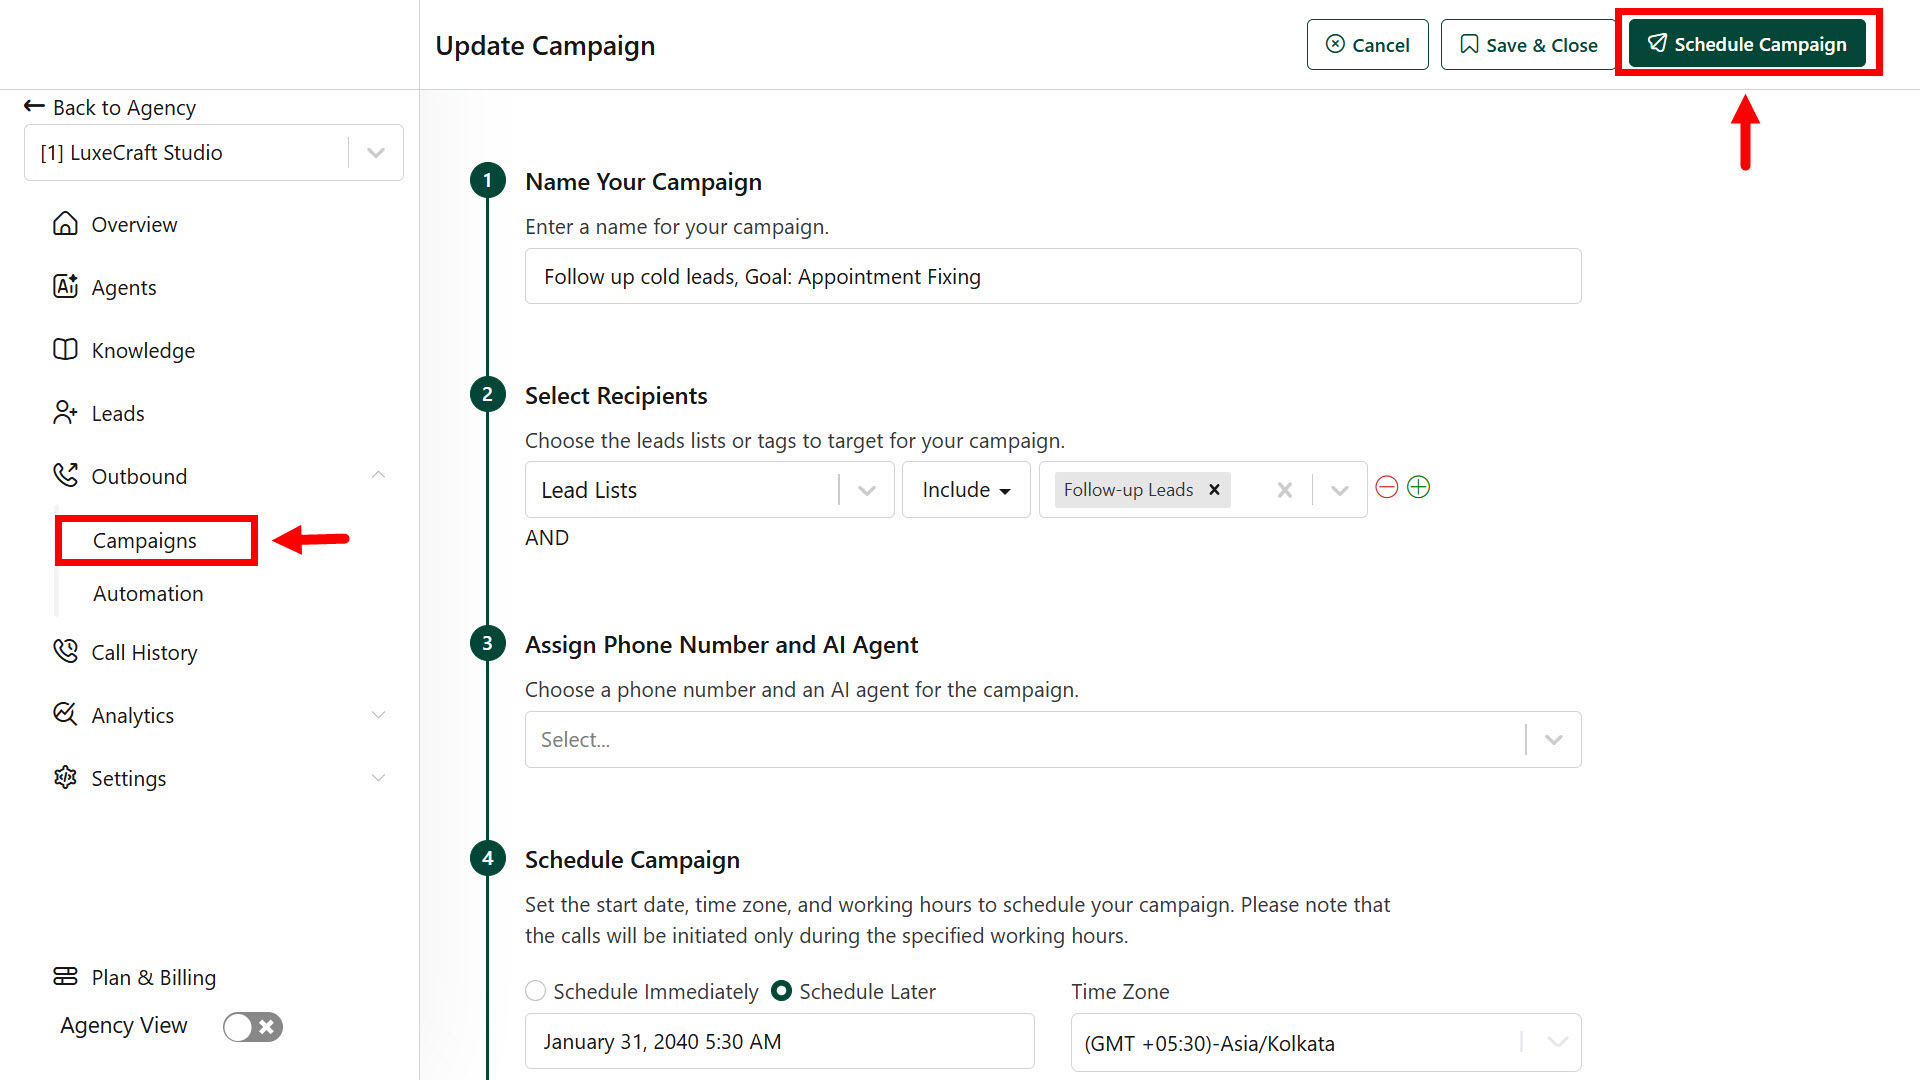 Update Campaign
Cancel
Save & Close
Schedule Campaign
Back to Agency
[1] LuxeCraft Studio
Overview
Agents
Knowledge
Leads
Outbound
Campaigns
Automation
Call History
Analytics
Settings
Plan & Billing
Agency View
1
Name Your Campaign
Enter a name for your campaign.
Follow up cold leads, Goal: Appointment Fixing
2
Select Recipients
Choose the leads lists or tags to target for your campaign.
Lead Lists
Include
Follow-up Leads
AND
3
Assign Phone Number and AI Agent
Choose a phone number and an AI agent for the campaign.
Select...
4
Schedule Campaign
Set the start date, time zone, and working hours to schedule your campaign. Please note that
the calls will be initiated only during the specified working hours.
Schedule Immediately
Schedule Later
Time Zone
January 31, 2040 5:30 AM
(GMT +05:30)-Asia/Kolkata